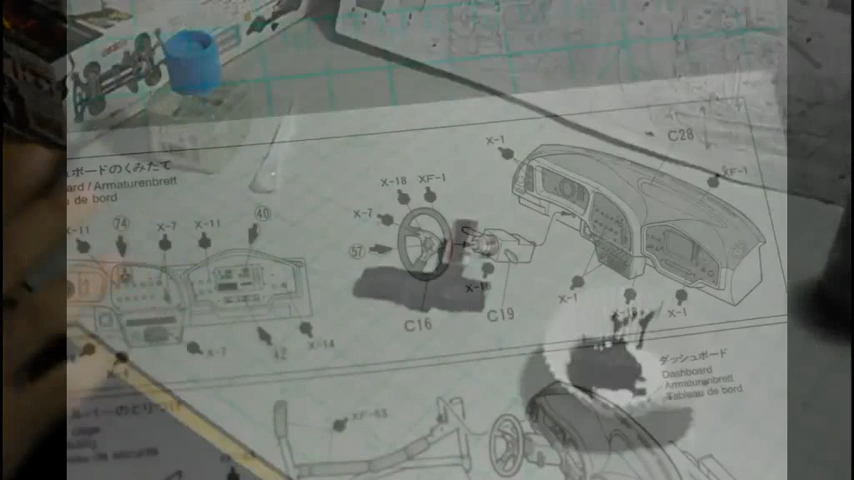 C28
X-1
XF-1
ュボードのくみたて
ard / Armaturenbrett
u de bord
X-18 XF-1
X-7
57
74
X-7
X-11
40
X-11
C16
C19
X-1
X-1
X-7
42
X-14
ダッシュボード
Dashboard
Armaturenbrett
Tableau de bord
XF-63